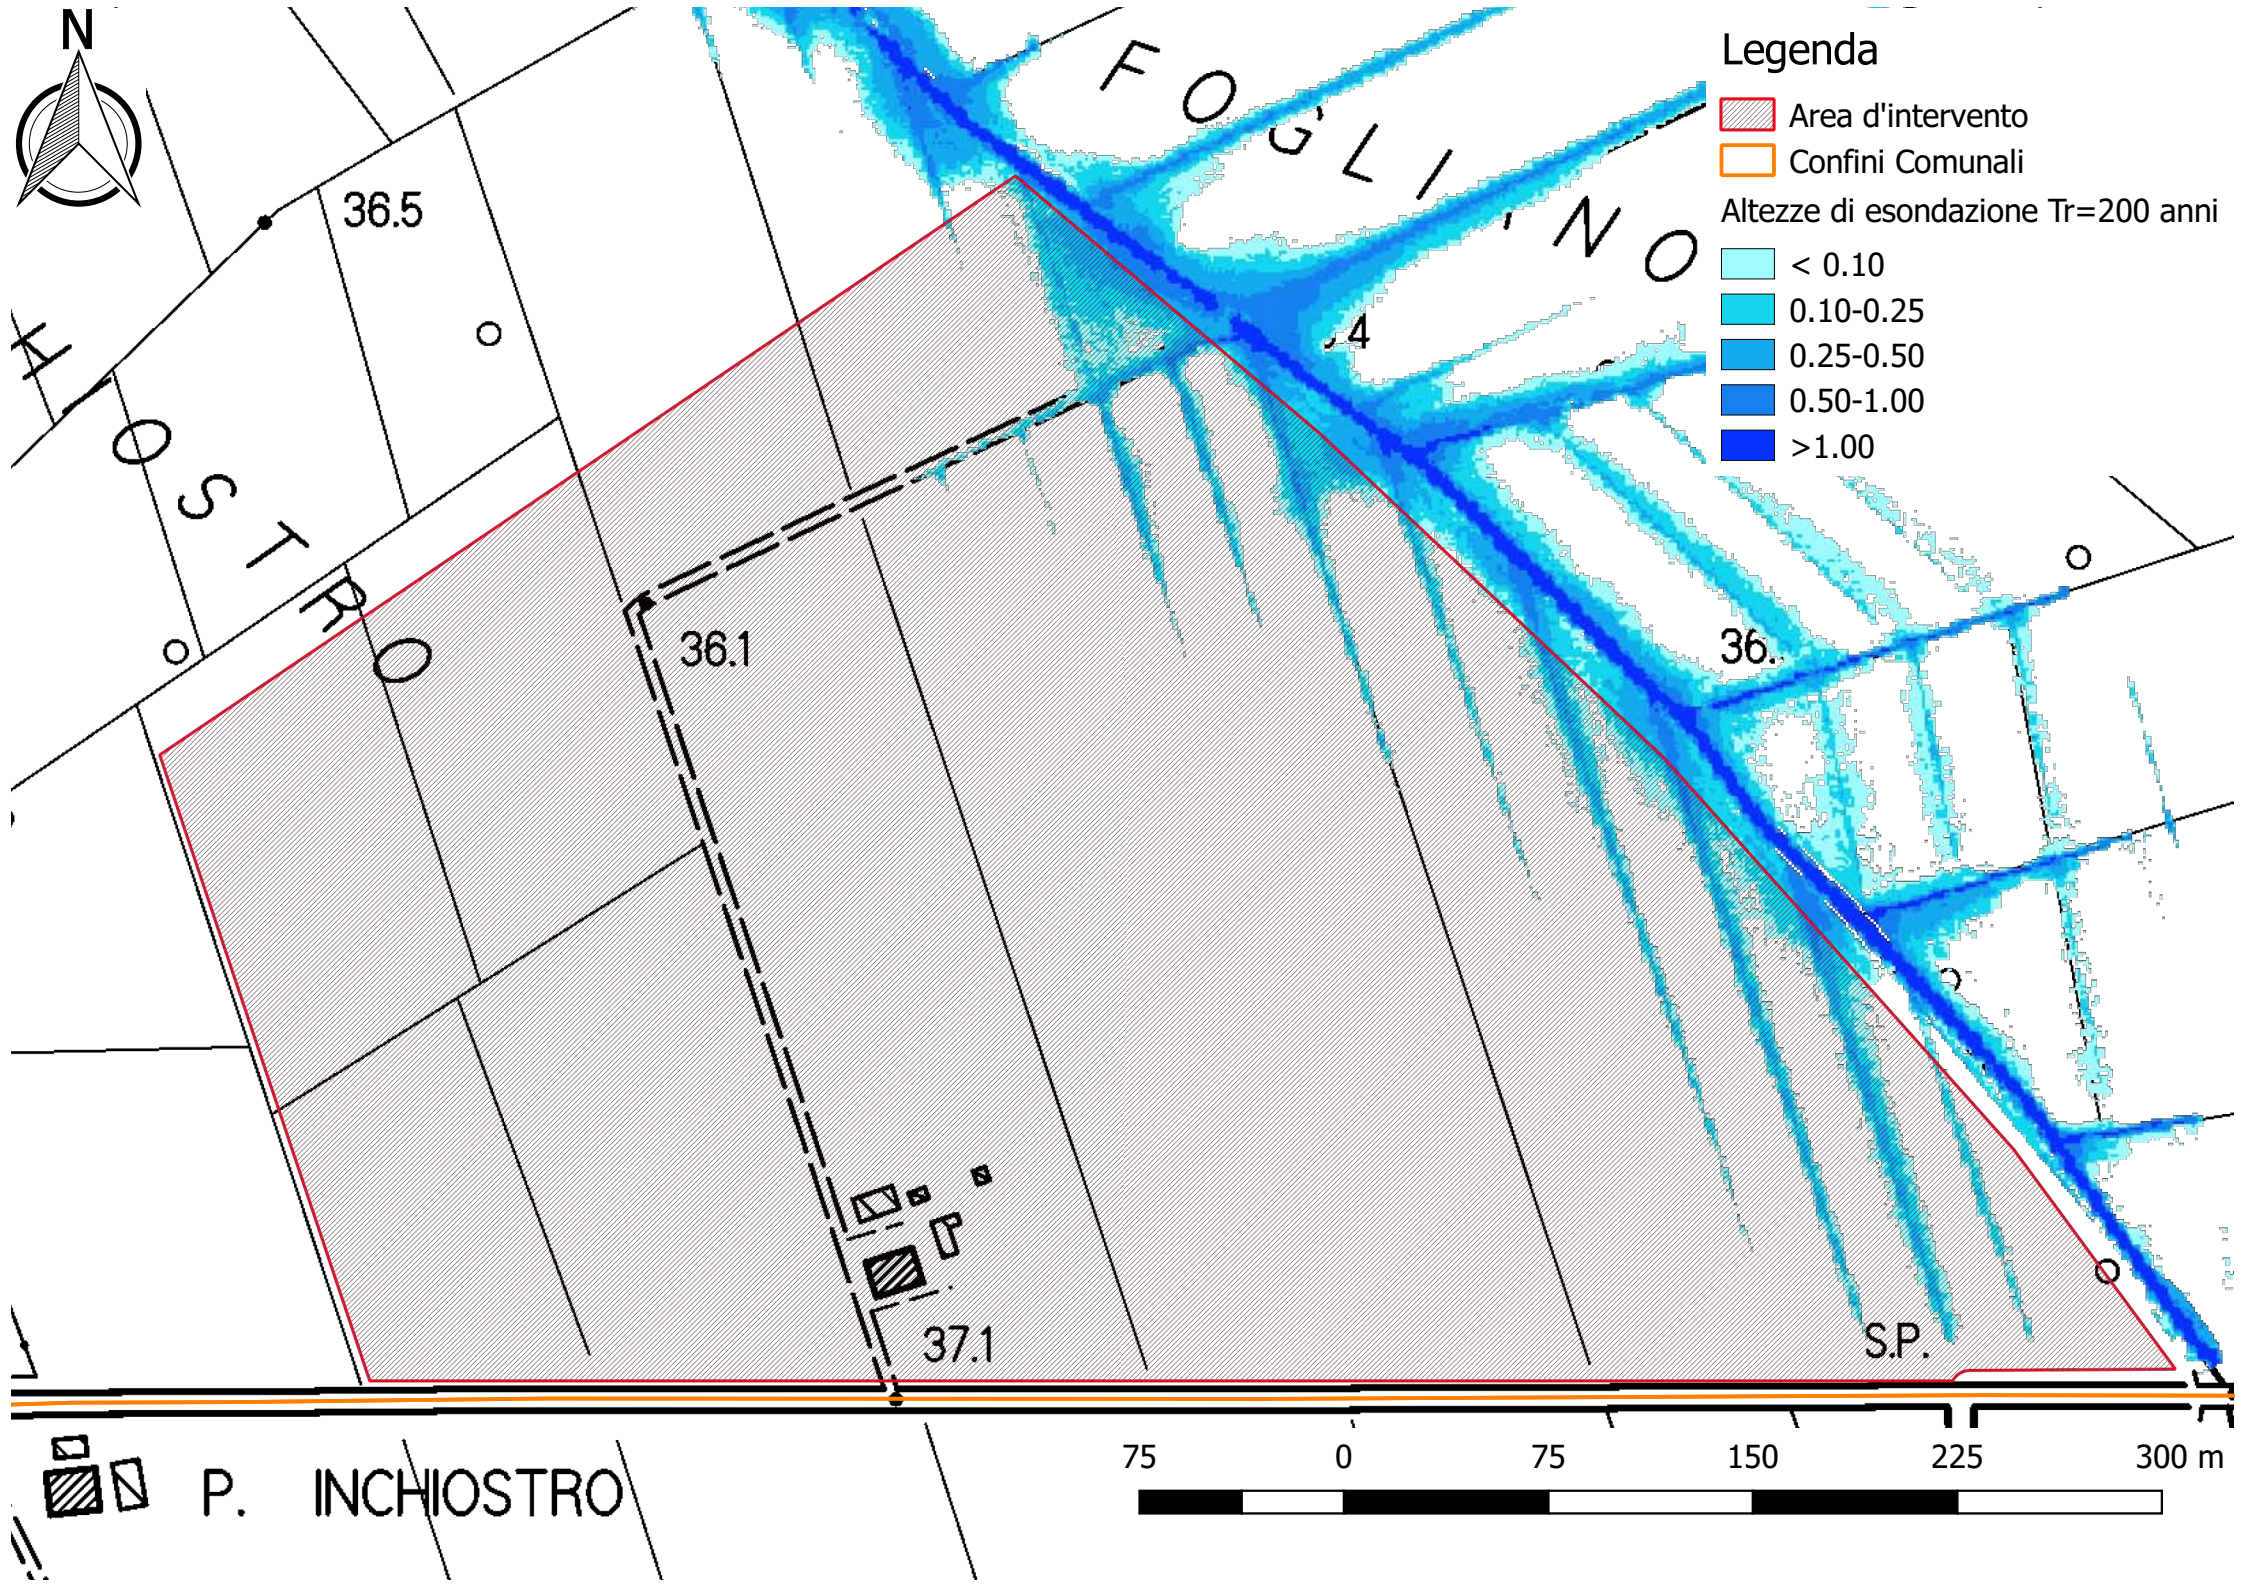 N
Legenda
Area d'intervento
Confini Comunali
Altezze di esondazione Tr=200 anni
< 0.10
0.10-0.25
0.25-0.50
0.50-1.00
>1.00
FOGLIANO
36.5
HIOSTRO
36.1
36.
37.1
S.P.
P. INCHIOSTRO
75 0 75 150 225 300 m